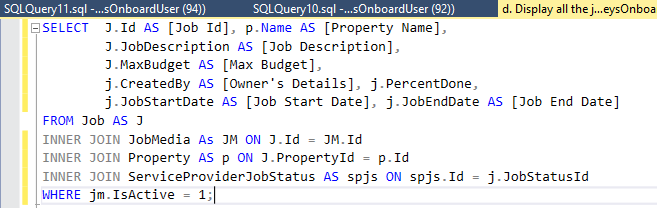 SQLQuery11.sql -...sOnboardUser (94)) SQLQuery10.sql -...sOnboardUser (92)) d. Display all the j...eysOnboa
SELECT J.Id AS [Job Id], p.Name AS [Property Name],
J.JobDescription AS [Job Description],
J.MaxBudget AS [Max Budget],
j.CreatedBy AS [Owner's Details], j.PercentDone,
j.JobStartDate AS [Job Start Date], j.JobEndDate AS [Job End Date]
FROM Job AS J
INNER JOIN JobMedia As JM ON J.Id = JM.Id
INNER JOIN Property AS p ON J.PropertyId = p.Id
INNER JOIN ServiceProviderJobStatus AS spjs ON spjs.Id = j.JobStatusId
WHERE jm.IsActive = 1;